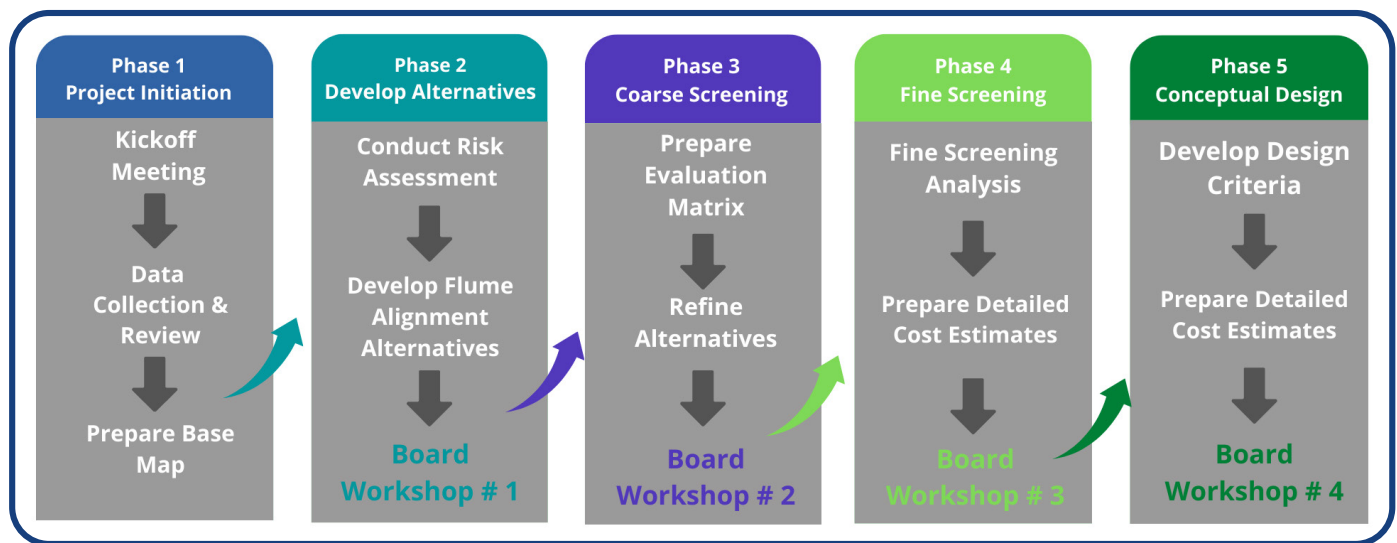 Phase 1
Project Initiation
Kickoff
Meeting
Data
Collection &
Review
Prepare Base
Map
Phase 2
Develop Alternatives
Conduct Risk
Assessment
Develop Flume
Alignment
Alternatives
Board
Workshop # 1
Phase 3
Coarse Screening
Prepare
Evaluation
Matrix
Refine
Alternatives
Board
Workshop # 2
Phase 4
Fine Screening
Fine Screening
Analysis
Prepare Detailed
Cost Estimates
Board
Workshop # 3
Phase 5
Conceptual Design
Develop Design
Criteria
Prepare Detailed
Cost Estimates
Board
Workshop # 4